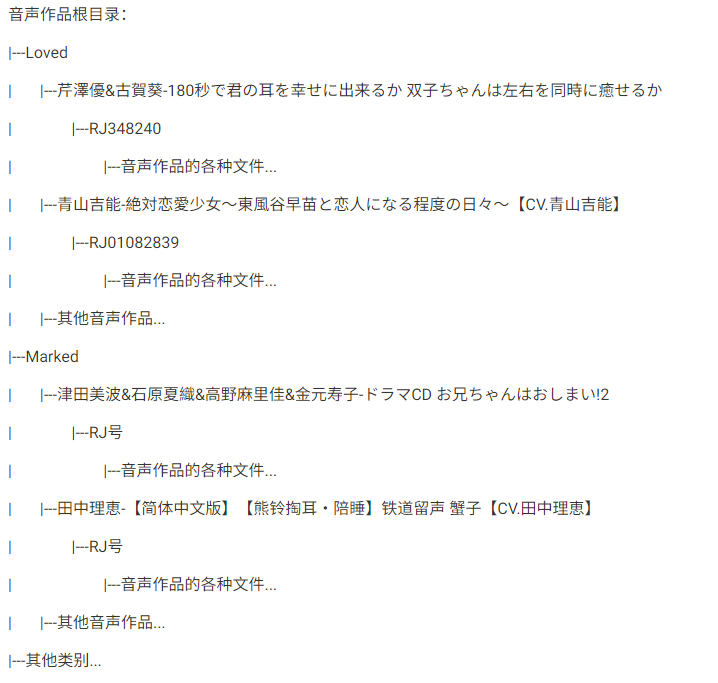 音声作品根目录：
|---Loved
| |---芹澤優&古賀葵-180秒で君の耳を幸せに出来るか 双子ちゃんは左右を同時に癒せるか
| |---RJ348240
| |---音声作品的各种文件...
| |---青山吉能-絶対恋愛少女～東風谷早苗と恋人になる程度の日々～【CV.青山吉能】
| |---RJ01082839
| |---音声作品的各种文件...
| |---其他音声作品...
|---Marked
| |---津田美波&石原夏織&高野麻里佳&金元寿子-ドラマCD お兄ちゃんはおしまい!2
| |---RJ号
| |---音声作品的各种文件...
| |---田中理恵-【简体中文版】【熊铃掏耳・陪睡】铁道留声 蟹子【CV.田中理恵】
| |---RJ号
| |---音声作品的各种文件...
| |---其他音声作品...
|---其他类别...